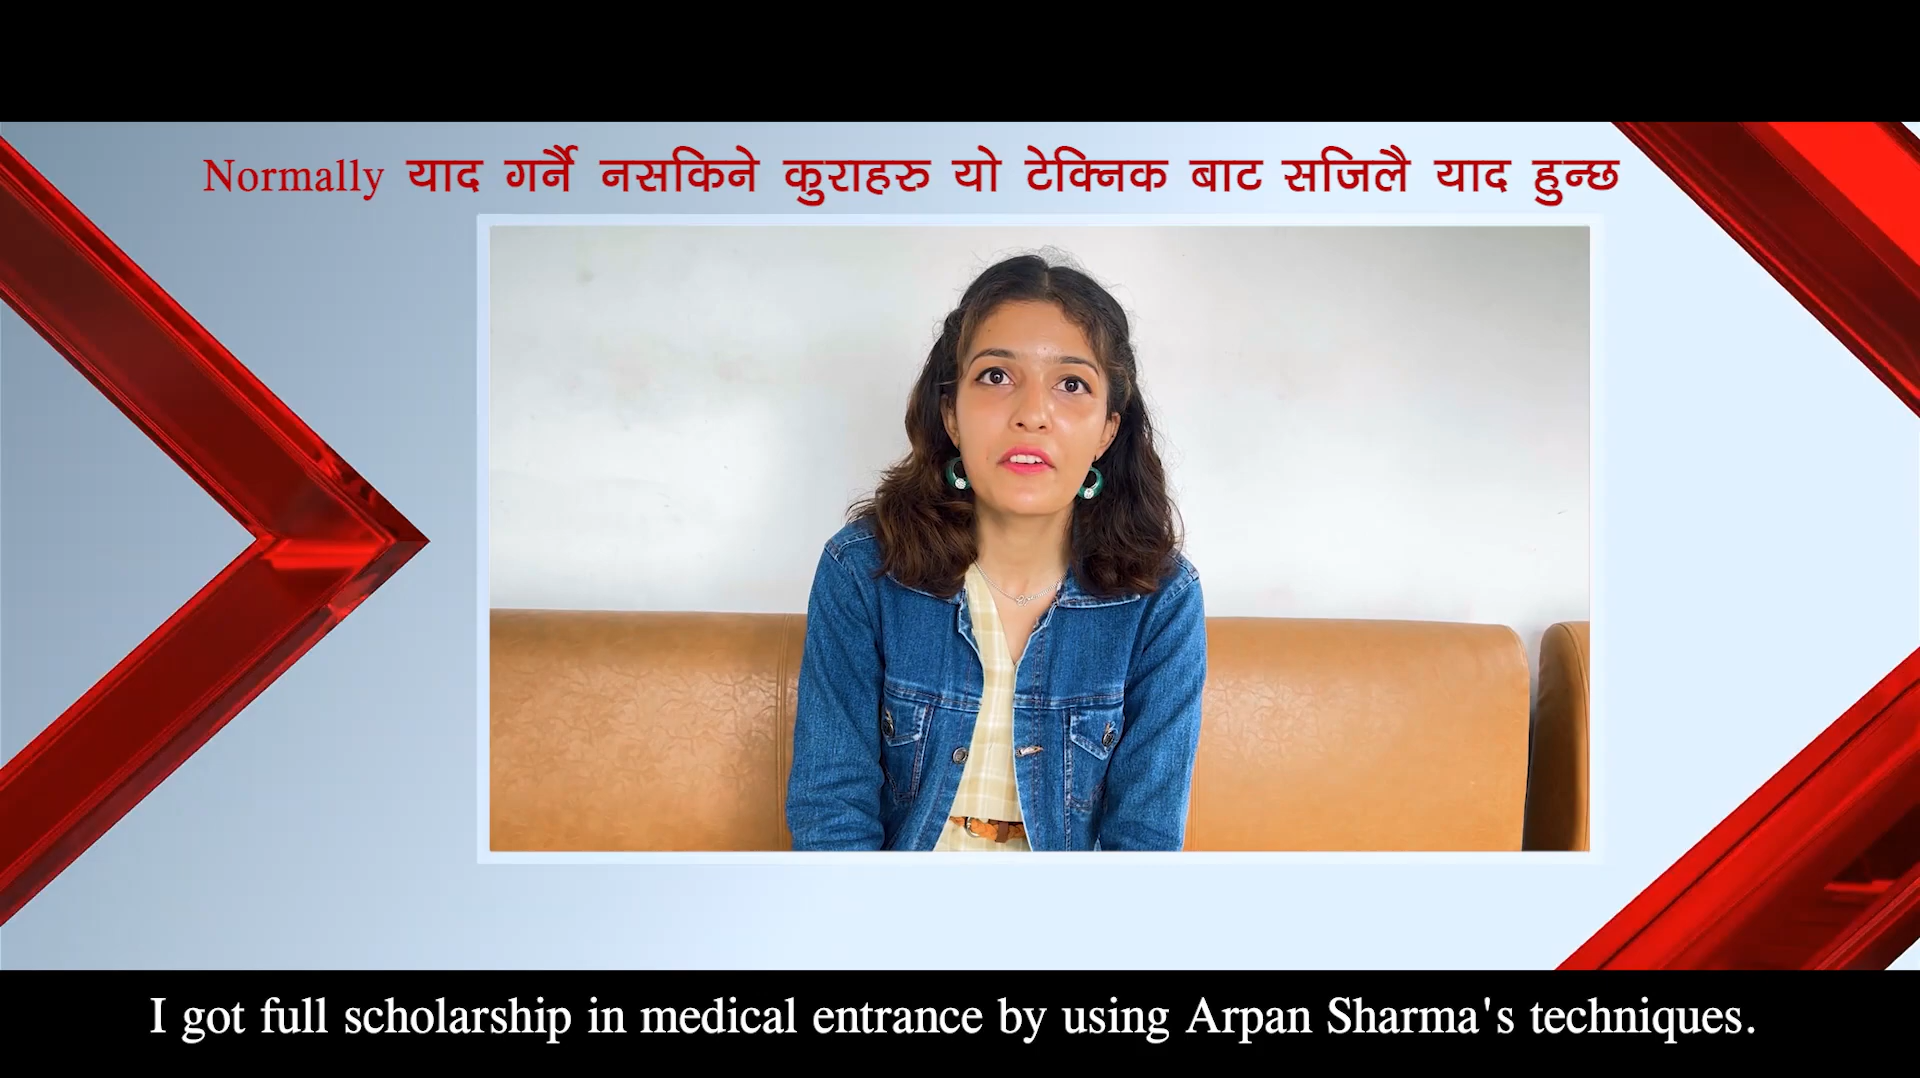 Normally याद गर्नै नसकिने कुराहरु यो टेक्निक बाट सजिलै याद हुन्छ
I got full scholarship in medical entrance by using Arpan Sharma's techniques.